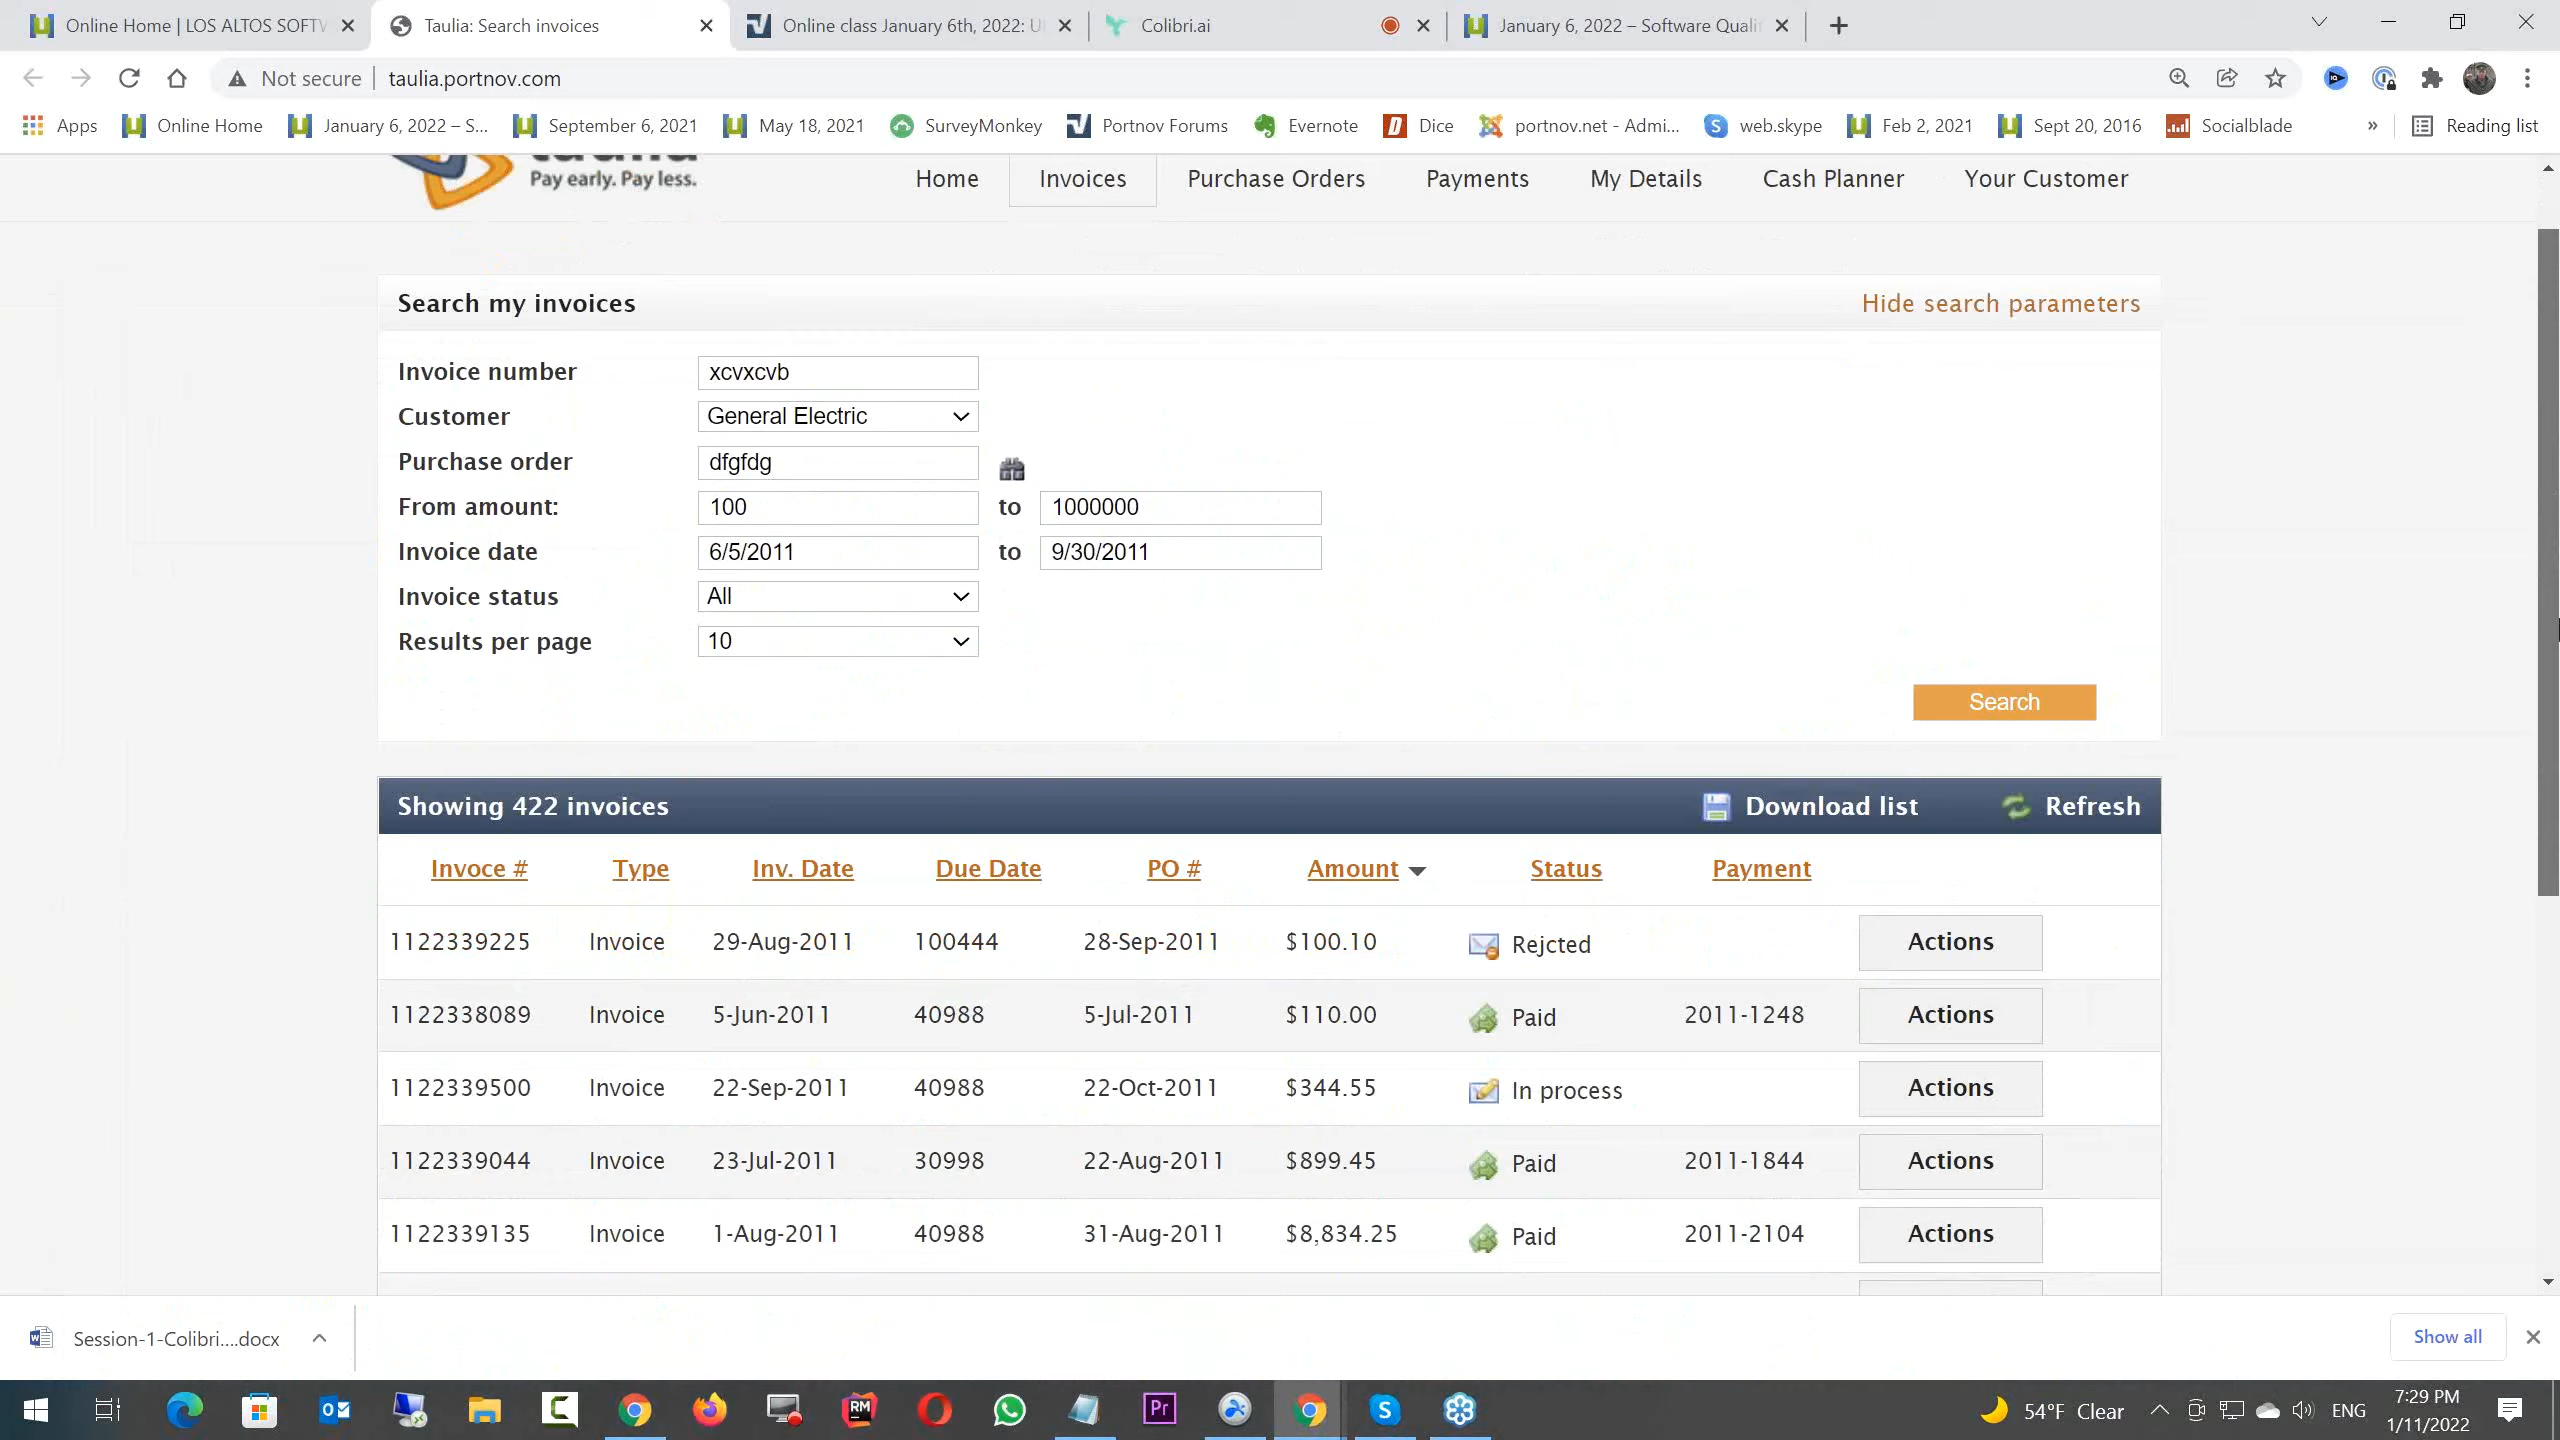 Online Home | LOS ALTOS SOFTV
Taulia: Search invoices
Online class January 6th, 2022: U
Colibri.ai
January 6, 2022 – Software Quali
Not secure
taulia.portnov.com
Apps
Online Home
January 6, 2022 – S...
September 6, 2021
May 18, 2021
SurveyMonkey
Portnov Forums
Evernote
Dice
portnov.net - Admi...
web.skype
Feb 2, 2021
Sept 20, 2016
Socialblade
»
Reading list
taulia
Pay early. Pay less.
Home
Invoices
Purchase Orders
Payments
My Details
Cash Planner
Your Customer
Search my invoices
Hide search parameters
Invoice number xcvxcvb
Customer General Electric
Purchase order dfgfdg
From amount: 100 to 1000000
Invoice date 6/5/2011 to 9/30/2011
Invoice status All
Results per page 10
Search
Showing 422 invoices Download list Refresh
Invoce # Type Inv. Date Due Date PO # Amount Status Payment
1122339225 Invoice 29-Aug-2011 100444 28-Sep-2011 $100.10 Rejcted Actions
1122338089 Invoice 5-Jun-2011 40988 5-Jul-2011 $110.00 Paid 2011-1248 Actions
1122339500 Invoice 22-Sep-2011 40988 22-Oct-2011 $344.55 In process Actions
1122339044 Invoice 23-Jul-2011 30998 22-Aug-2011 $899.45 Paid 2011-1844 Actions
1122339135 Invoice 1-Aug-2011 40988 31-Aug-2011 $8,834.25 Paid 2011-2104 Actions
Session-1-Colibri....docx
Show all
RM
Pr
54°F Clear
ENG
7:29 PM
1/11/2022